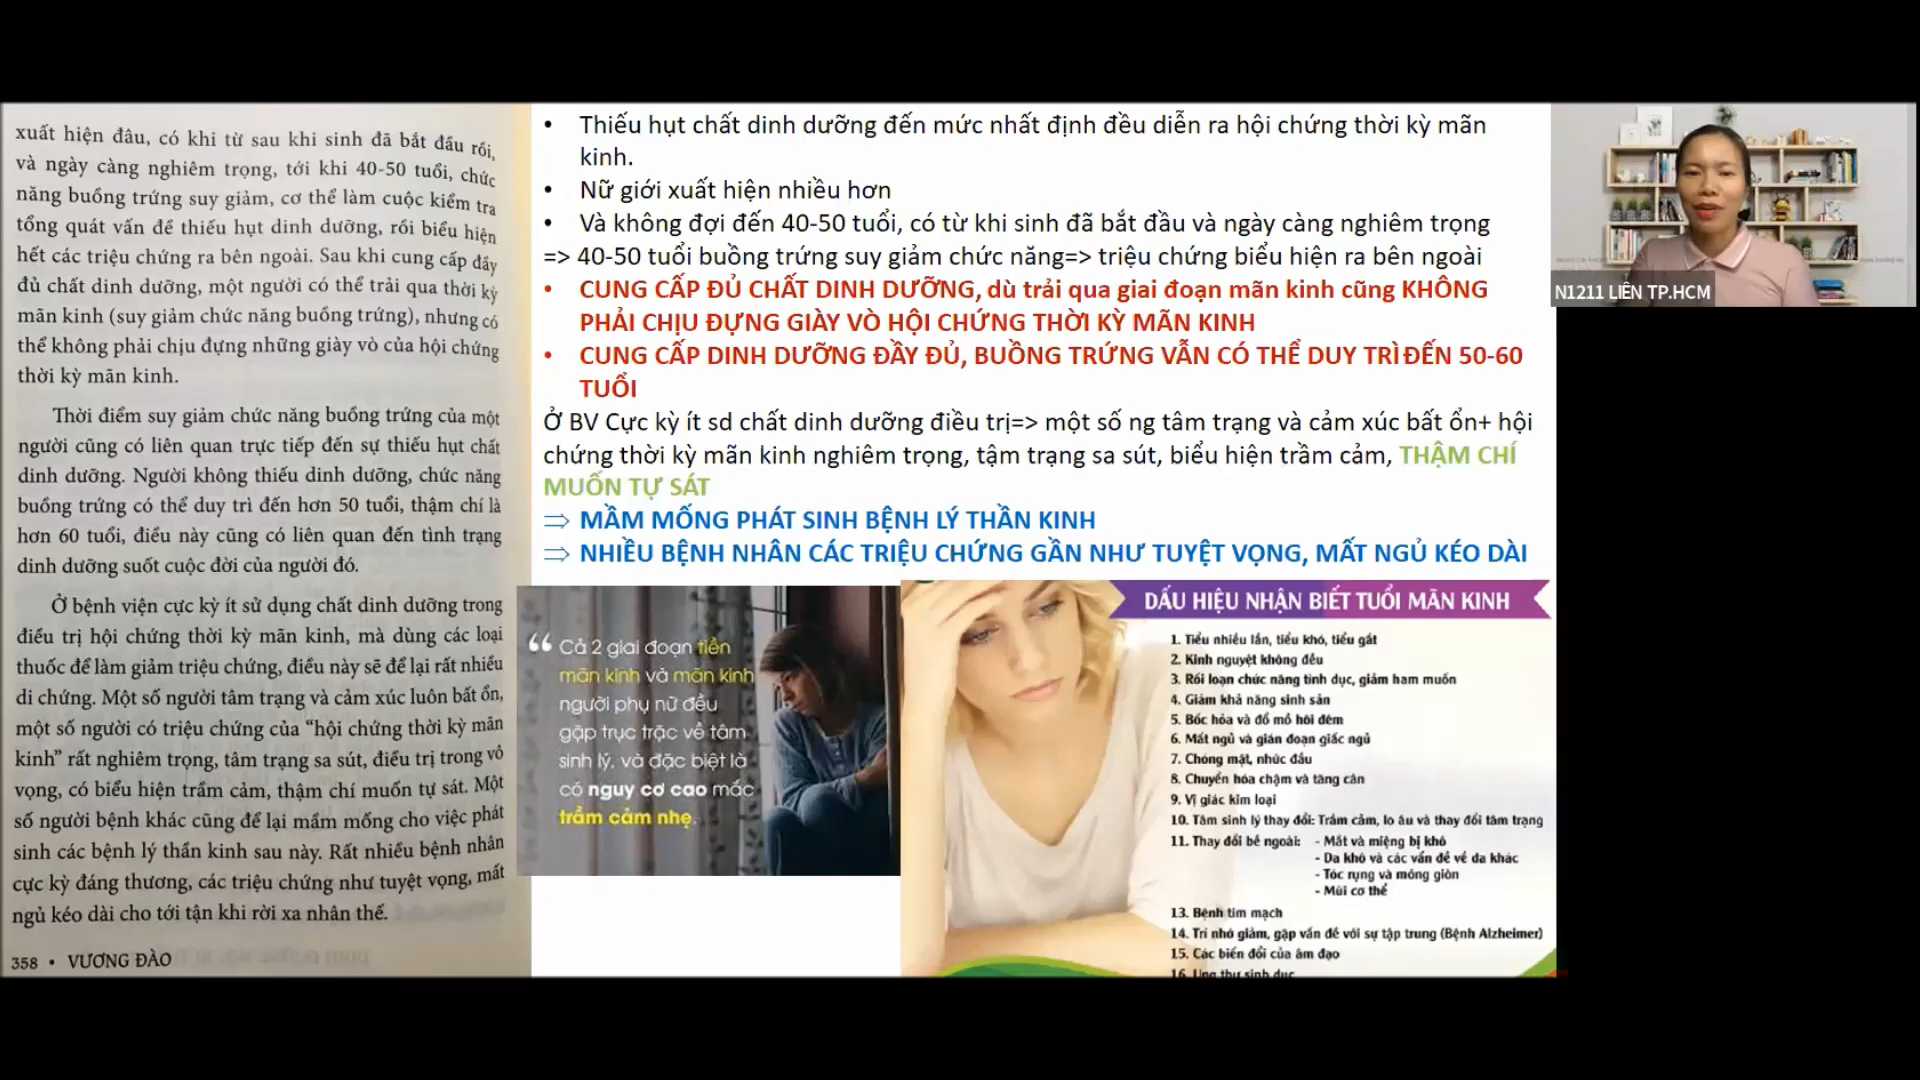 xuất hiện đâu, có khi từ sau khi sinh đã bắt đầu rồi,
và ngày càng nghiêm trọng, tới khi 40-50 tuổi, chức
năng buồng trứng suy giảm, cơ thể làm cuộc kiểm tra
tổng quát vấn đề thiếu hụt dinh dưỡng, rồi biểu hiện
hết các triệu chứng ra bên ngoài. Sau khi cung cấp đầy
đủ chất dinh dưỡng, một người có thể trải qua thời kỳ
mãn kinh (suy giảm chức năng buồng trứng), nhưng có
thể không phải chịu đựng những giày vò của hội chứng
thời kỳ mãn kinh.
Thời điểm suy giảm chức năng buồng trứng của một
người cũng có liên quan trực tiếp đến sự thiếu hụt chất
dinh dưỡng. Người không thiếu dinh dưỡng, chức năng
buồng trứng có thể duy trì đến hơn 50 tuổi, thậm chí là
hơn 60 tuổi, điều này cũng có liên quan đến tình trạng
dinh dưỡng suốt cuộc đời của người đó.
Ở bệnh viện cực kỳ ít sử dụng chất dinh dưỡng trong
điều trị hội chứng thời kỳ mãn kinh, mà dùng các loại
thuốc để làm giảm triệu chứng, điều này sẽ để lại rất nhiều
di chứng. Một số người tâm trạng và cảm xúc luôn bất ổn,
một số người có triệu chứng của “hội chứng thời kỳ mãn
kinh” rất nghiêm trọng, tâm trạng sa sút, điều trị trong vô
vọng, có biểu hiện trầm cảm, thậm chí muốn tự sát. Một
số người bệnh khác cũng để lại mầm mống cho việc phát
sinh các bệnh lý thần kinh sau này. Rất nhiều bệnh nhân
cực kỳ đáng thương, các triệu chứng như tuyệt vọng, mất
ngủ kéo dài cho tới tận khi rời xa nhân thế.
358 • VƯƠNG ĐÀO
• Thiếu hụt chất dinh dưỡng đến mức nhất định đều diễn ra hội chứng thời kỳ mãn
kinh.
• Nữ giới xuất hiện nhiều hơn
• Và không đợi đến 40-50 tuổi, có từ khi sinh đã bắt đầu và ngày càng nghiêm trọng
=> 40-50 tuổi buồng trứng suy giảm chức năng=> triệu chứng biểu hiện ra bên ngoài
• CUNG CẤP ĐỦ CHẤT DINH DƯỠNG, dù trải qua giai đoạn mãn kinh cũng KHÔNG
PHẢI CHỊU ĐỰNG GIÀY VÒ HỘI CHỨNG THỜI KỲ MÃN KINH
• CUNG CẤP DINH DƯỠNG ĐẦY ĐỦ, BUỒNG TRỨNG VẪN CÓ THỂ DUY TRÌ ĐẾN 50-60
TUỔI
Ở BV Cực kỳ ít sd chất dinh dưỡng điều trị=> một số ng tâm trạng và cảm xúc bất ổn+ hội
chứng thời kỳ mãn kinh nghiêm trọng, tậm trạng sa sút, biểu hiện trầm cảm, THẬM CHÍ
MUỐN TỰ SÁT
⇒ MẦM MỐNG PHÁT SINH BỆNH LÝ THẦN KINH
⇒ NHIỀU BỆNH NHÂN CÁC TRIỆU CHỨNG GẦN NHƯ TUYỆT VỌNG, MẤT NGỦ KÉO DÀI
“ Cả 2 giai đoạn tiền
mãn kinh và mãn kinh
người phụ nữ đều
gặp trục trặc về tâm
sinh lý, và đặc biệt là
có nguy cơ cao mắc
trầm cảm nhẹ.
DẤU HIỆU NHẬN BIẾT TUỔI MÃN KINH
1. Tiểu nhiều lần, tiểu khó, tiểu gắt
2. Kinh nguyệt không đều
3. Rối loạn chức năng tình dục, giảm ham muốn
4. Giảm khả năng sinh sản
5. Bốc hỏa và đổ mồ hôi đêm
6. Mất ngủ và gián đoạn giấc ngủ
7. Chóng mặt, nhức đầu
8. Chuyển hóa chậm và tăng cân
9. Vị giác kim loại
10. Tâm sinh lý thay đổi: Trầm cảm, lo âu và thay đổi tâm trạng
11. Thay đổi bề ngoài: - Mắt và miệng bị khô
- Da khô và các vấn đề về da khác
- Tóc rụng và móng giòn
- Mùi cơ thể
13. Bệnh tim mạch
14. Trí nhớ giảm, gặp vấn đề với sự tập trung (Bệnh Alzheimer)
15. Các biến đổi của âm đạo
16. Ung thư sinh dục
N1211 LIÊN TP.HCM